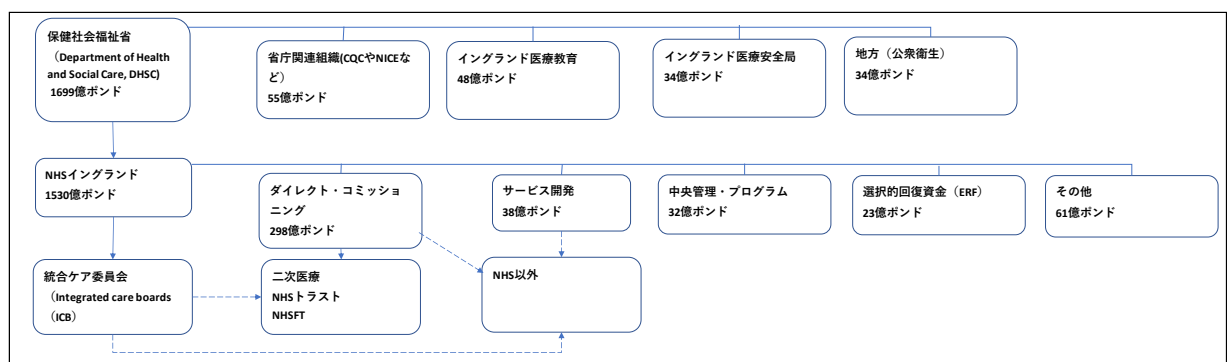 保健社会福祉省
（Department of Health
and Social Care, DHSC)
1699億ポンド
省庁関連組織(CQCやNICEな
ど）
55億ポンド
イングランド医療教育
48億ポンド
イングランド医療安全局
34億ポンド
地方（公衆衛生）
34億ポンド
NHSイングランド
1530億ポンド
ダイレクト・コミッショ
ニング
298億ポンド
サービス開発
38億ポンド
中央管理・プログラム
32億ポンド
選択的回復資金（ERF）
23億ポンド
その他
61億ポンド
統合ケア委員会
（Integrated care boards
（ICB）
二次医療
NHSトラスト
NHSFT
NHS以外